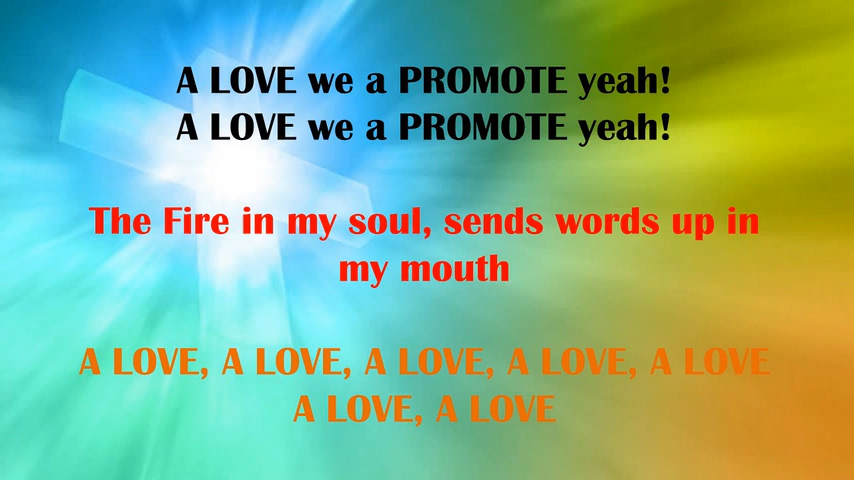 A LOVE we a PROMOTE yeah!
A LOVE we a PROMOTE yeah!
The Fire in my soul, sends words up in
my mouth
A LOVE, A LOVE, A LOVE, A LOVE, A LOVE
A LOVE, A LOVE